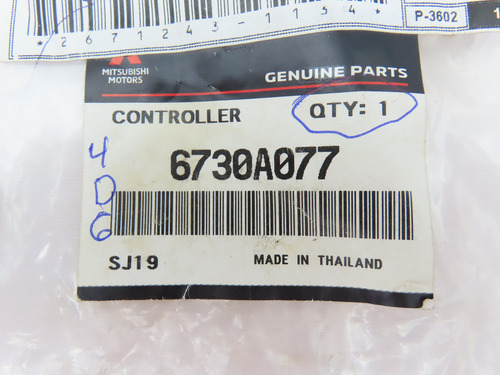 P-3602
*2671243-1134*
MITSUBISHI
MOTORS
GENUINE PARTS
CONTROLLER
QTY: 1
6730A077
4
D
6
SJ19
MADE IN THAILAND